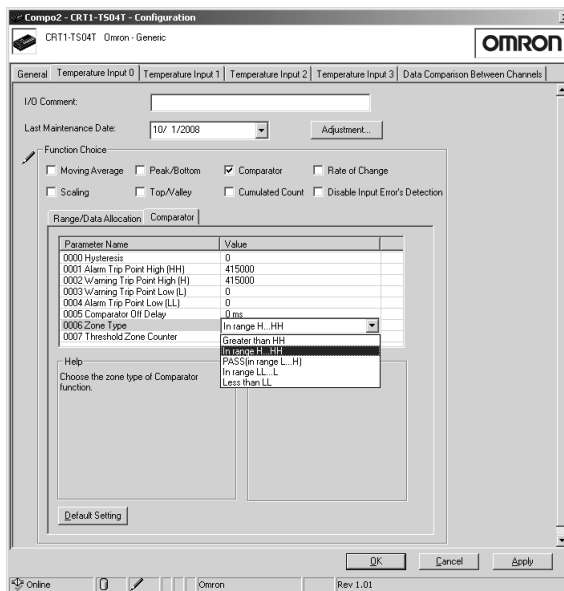 Compo2 - CRT1-TS04T - Configuration
CRT1-TS04T Omron - Generic
OMRON
General Temperature Input 0 Temperature Input 1 Temperature Input 2 Temperature Input 3 Data Comparison Between Channels
I/O Comment:
Last Maintenance Date: 10/ 1/2008 Adjustment...
Function Choice
Moving Average Peak/Bottom Comparator Rate of Change
Scaling Top/Valley Cumulated Count Disable Input Error's Detection
Range/Data Allocation Comparator
Parameter Name Value
0000 Hysteresis 0
0001 Alarm Trip Point High (HH) 415000
0002 Warning Trip Point High (H) 415000
0003 Warning Trip Point Low (L) 0
0004 Alarm Trip Point Low (LL) 0
0005 Comparator Off Delay 0 ms
0006 Zone Type In range H...HH
0007 Threshold Zone Counter
Greater than HH
In range H...HH
PASS(in range L...H)
In range LL...L
Less than LL
Help
Choose the zone type of Comparator
function.
Default Setting
OK Cancel Apply
Online Omron Rev 1.01